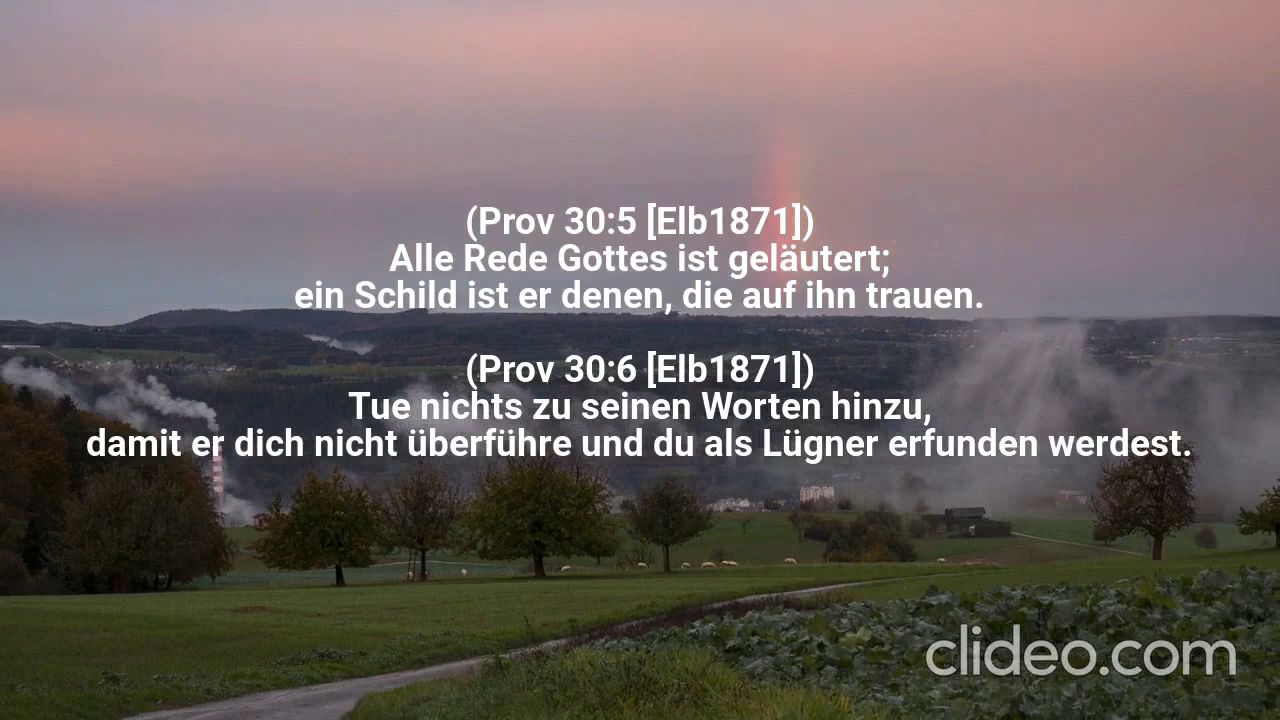 (Prov 30:5 [Elb1871])
Alle Rede Gottes ist geläutert;
ein Schild ist er denen, die auf ihn trauen.
(Prov 30:6 [Elb1871])
Tue nichts zu seinen Worten hinzu,
damit er dich nicht überführe und du als Lügner erfunden werdest.
clideo.com